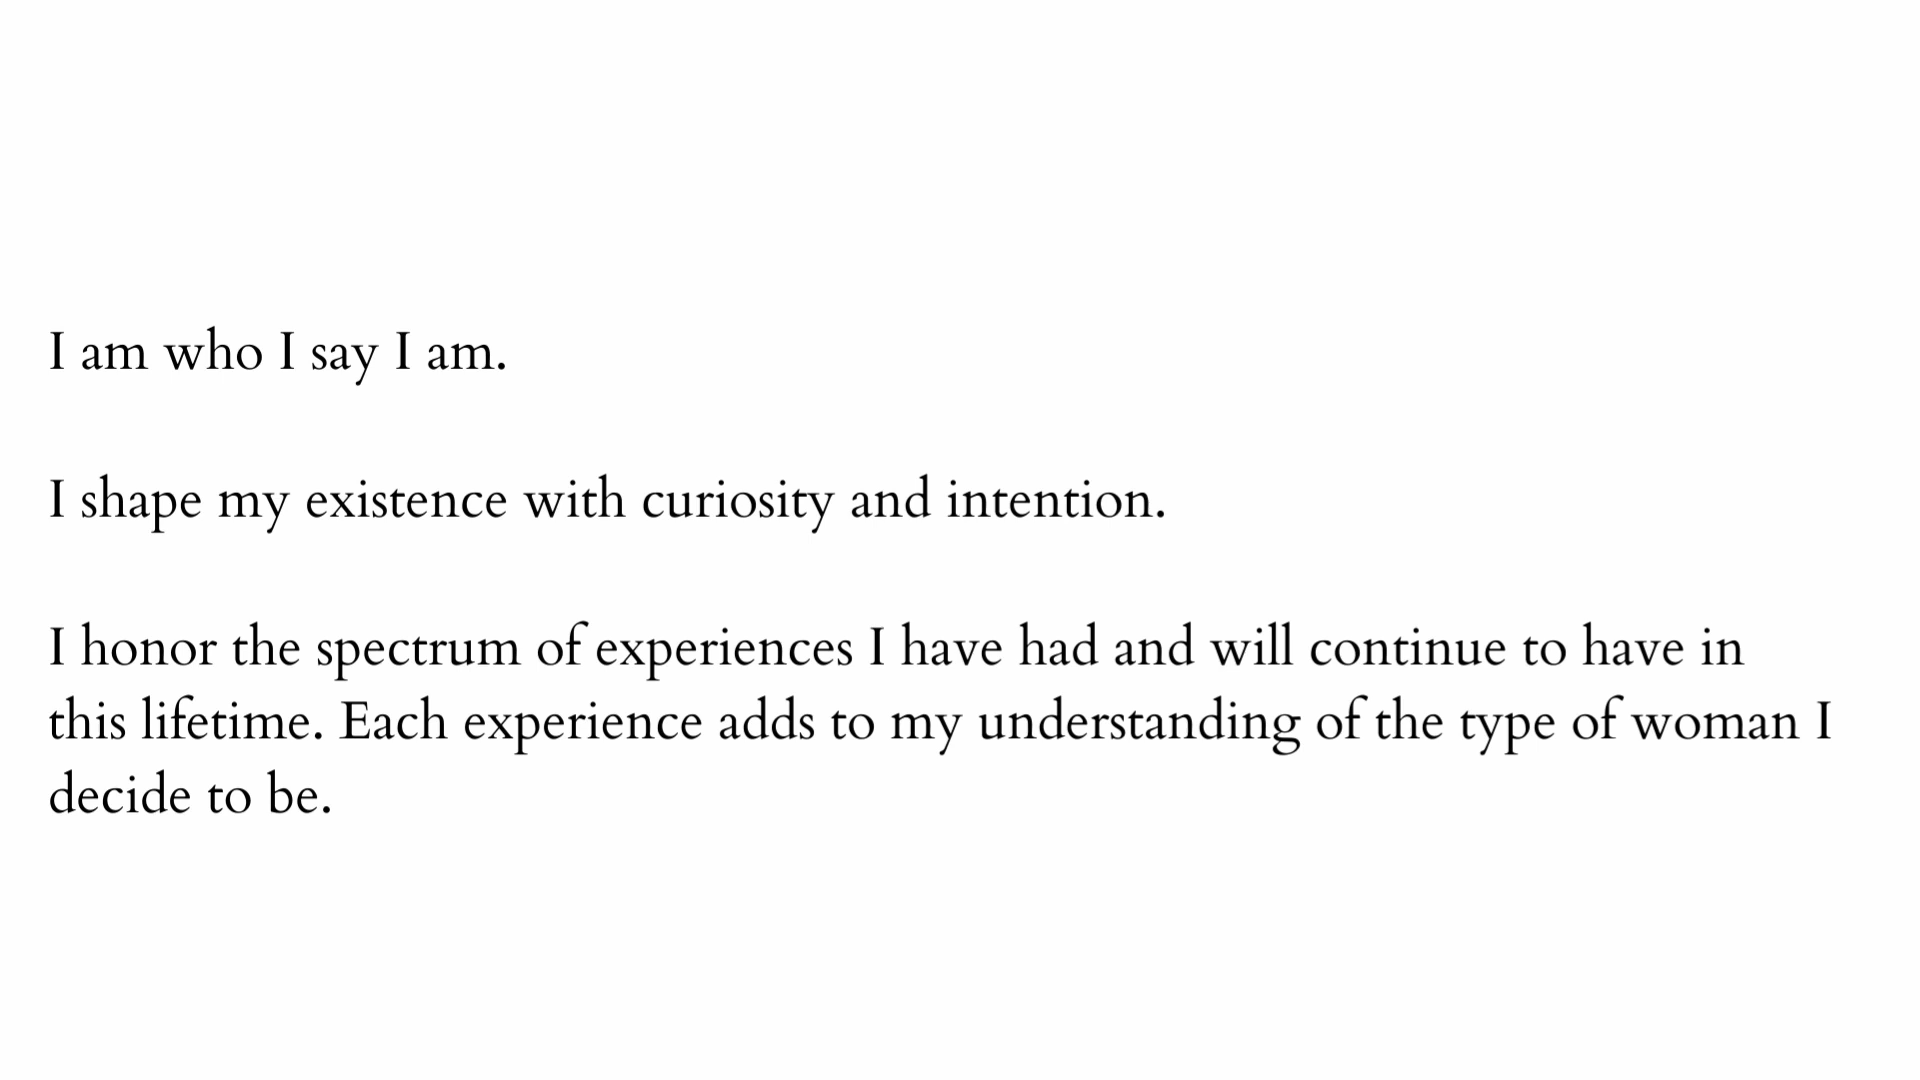 I am who I say I am.
I shape my existence with curiosity and intention.
I honor the spectrum of experiences I have had and will continue to have in
this lifetime. Each experience adds to my understanding of the type of woman I
decide to be.